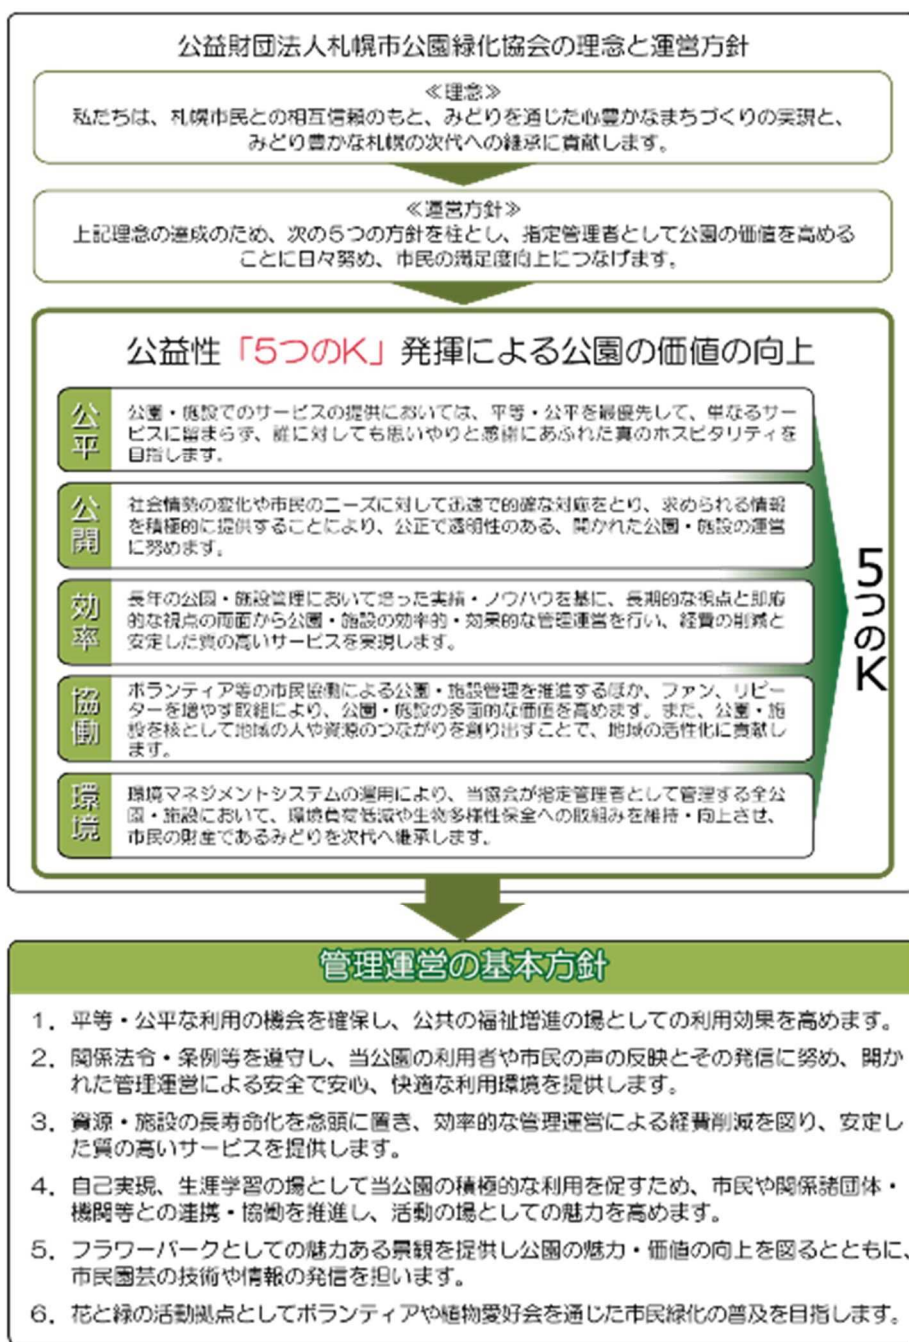 公益財団法人札幌市公園緑化協会の理念と運営方針
≪理念≫
私たちは、札幌市民との相互信頼のもと、みどりを通じた心豊かなまちづくりの実現と、
みどり豊かな札幌の次代への継承に貢献します。
≪運営方針≫
上記理念の達成のため、次の5つの方針を柱とし、指定管理者として公園の価値を高める
ことに日々努め、市民の満足度向上につなげます。
公益性「5つのK」発揮による公園の価値の向上
公平
公園・施設でのサービスの提供においては、平等・公平を最優先して、単なるサー
ビスに留まらず、誰に対しても思いやりと感謝にあふれた真のホスピタリティを
目指します。
公開
社会情勢の変化や市民のニーズに対して迅速で的確な対応をとり、求められる情報
を積極的に提供することにより、公正で透明性のある、開かれた公園・施設の運営
に努めます。
効率
長年の公園・施設管理において培った実績・ノウハウを基に、長期的な視点と即応
的な視点の両面から公園・施設の効率的・効果的な管理運営を行い、経費の削減と
安定した質の高いサービスを実現します。
協働
ボランティア等の市民協働による公園・施設管理を推進するほか、ファン、リピー
ターを増やす取組により、公園・施設の多面的な価値を高めます。また、公園・施
設を核として地域の人や資源のつながりを創り出すことで、地域の活性化に貢献し
ます。
環境
環境マネジメントシステムの運用により、当協会が指定管理者として管理する全公
園・施設において、環境負荷低減や生物多様性保全への取組みを維持・向上させ、
市民の財産であるみどりを次代へ継承します。
5つのK
管理運営の基本方針
1．平等・公平な利用の機会を確保し、公共の福祉増進の場としての利用効果を高めます。
2．関係法令・条例等を遵守し、当公園の利用者や市民の声の反映とその発信に努め、開か
れた管理運営による安全で安心、快適な利用環境を提供します。
3．資源・施設の長寿命化を念頭に置き、効率的な管理運営による経費削減を図り、安定し
た質の高いサービスを提供します。
4．自己実現、生涯学習の場として当公園の積極的な利用を促すため、市民や関係諸団体・
機関等との連携・協働を推進し、活動の場としての魅力を高めます。
5．フラワーパークとしての魅力ある景観を提供し公園の魅力・価値の向上を図るとともに、
市民園芸の技術や情報の発信を担います。
6．花と緑の活動拠点としてボランティアや植物愛好会を通じた市民緑化の普及を目指します。